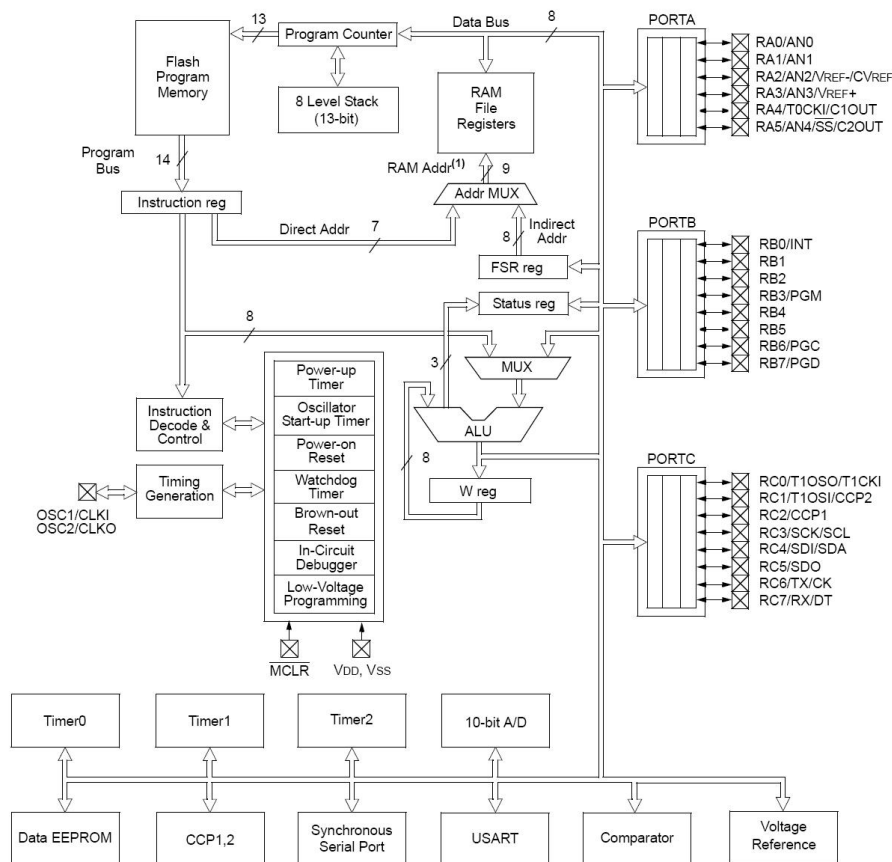 13
Program Counter
Data Bus
8
PORTA
Flash
Program
Memory
8 Level Stack
(13-bit)
RAM
File
Registers
RA0/AN0
RA1/AN1
RA2/AN2/VREF-/CVREF
RA3/AN3/VREF+
RA4/T0CKI/C1OUT
RA5/AN4/SS/C2OUT
Program
Bus
14
RAM Addr(1)
9
Instruction reg
Addr MUX
Direct Addr
7
8
Indirect
Addr
FSR reg
Status reg
PORTB
RB0/INT
RB1
RB2
RB3/PGM
RB4
RB5
RB6/PGC
RB7/PGD
8
3
MUX
ALU
8
W reg
Power-up
Timer
Oscillator
Start-up Timer
Power-on
Reset
Watchdog
Timer
Brown-out
Reset
In-Circuit
Debugger
Low-Voltage
Programming
Instruction
Decode &
Control
Timing
Generation
OSC1/CLKI
OSC2/CLKO
MCLR
VDD, VSS
PORTC
RC0/T1OSO/T1CKI
RC1/T1OSI/CCP2
RC2/CCP1
RC3/SCK/SCL
RC4/SDI/SDA
RC5/SDO
RC6/TX/CK
RC7/RX/DT
Timer0
Timer1
Timer2
10-bit A/D
Data EEPROM
CCP1,2
Synchronous
Serial Port
USART
Comparator
Voltage
Reference